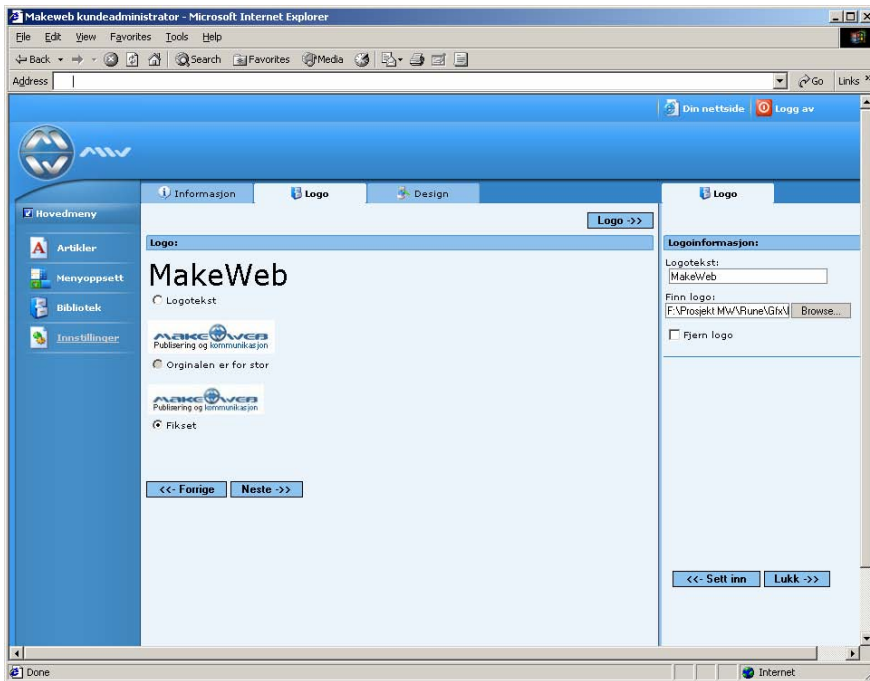 Makeweb kundeadministrator - Microsoft Internet Explorer
File Edit View Favorites Tools Help
Back Search Favorites Media
Address Go Links »
Din nettside Logg av
MW
Informasjon Logo Design Logo
Hovedmeny
Artikler
Menyoppsett
Bibliotek
Innstillinger
Logo ->>
Logo:
MakeWeb
Logotekst
MAKEWEB
Publisering og kommunikasjon
Orginalen er for stor
MAKEWEB
Publisering og kommunikasjon
Fikset
<<- Forrige Neste ->>
Logoinformasjon:
Logotekst:
MakeWeb
Finn logo:
F:\Prosjekt MW\Rune\Gfx\ Browse...
Fjern logo
<<- Sett inn Lukk ->>
Done Internet